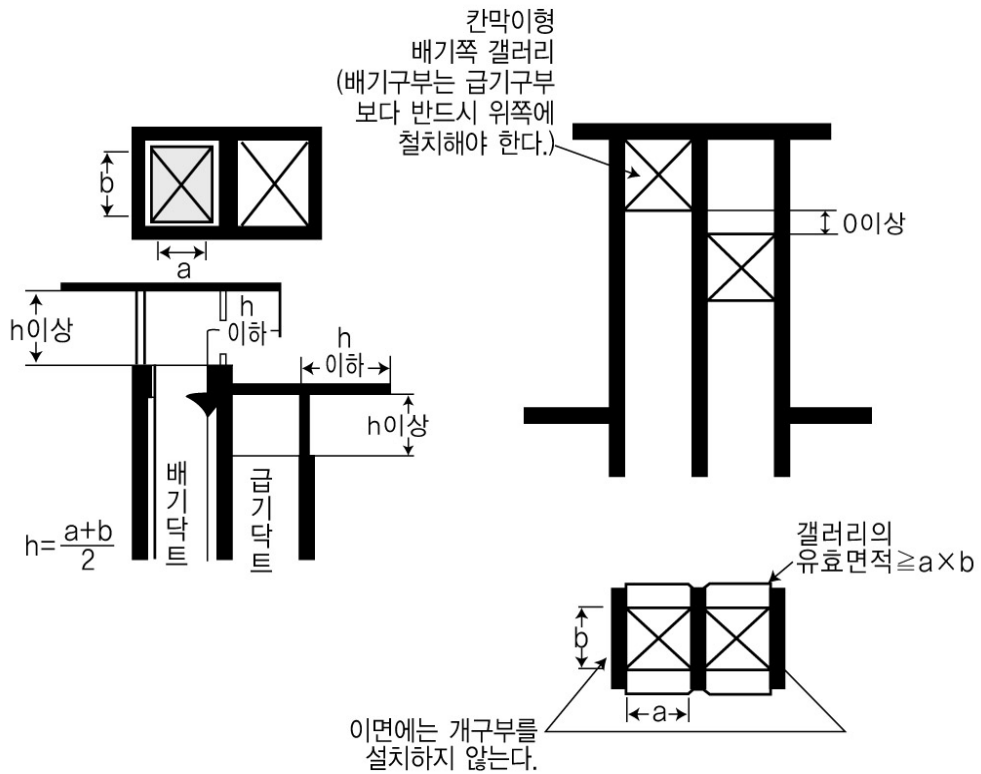 칸막이형
배기쪽 갤러리
(배기구부는 급기구부
보다 반드시 위쪽에
철치해야 한다.)
b
a
0이상
h이상
h
이하
h
이하
h이상
배기닥트
급기닥트
h=a+b/2
갤러리의
유효면적≧a×b
b
a
이면에는 개구부를
설치하지 않는다.